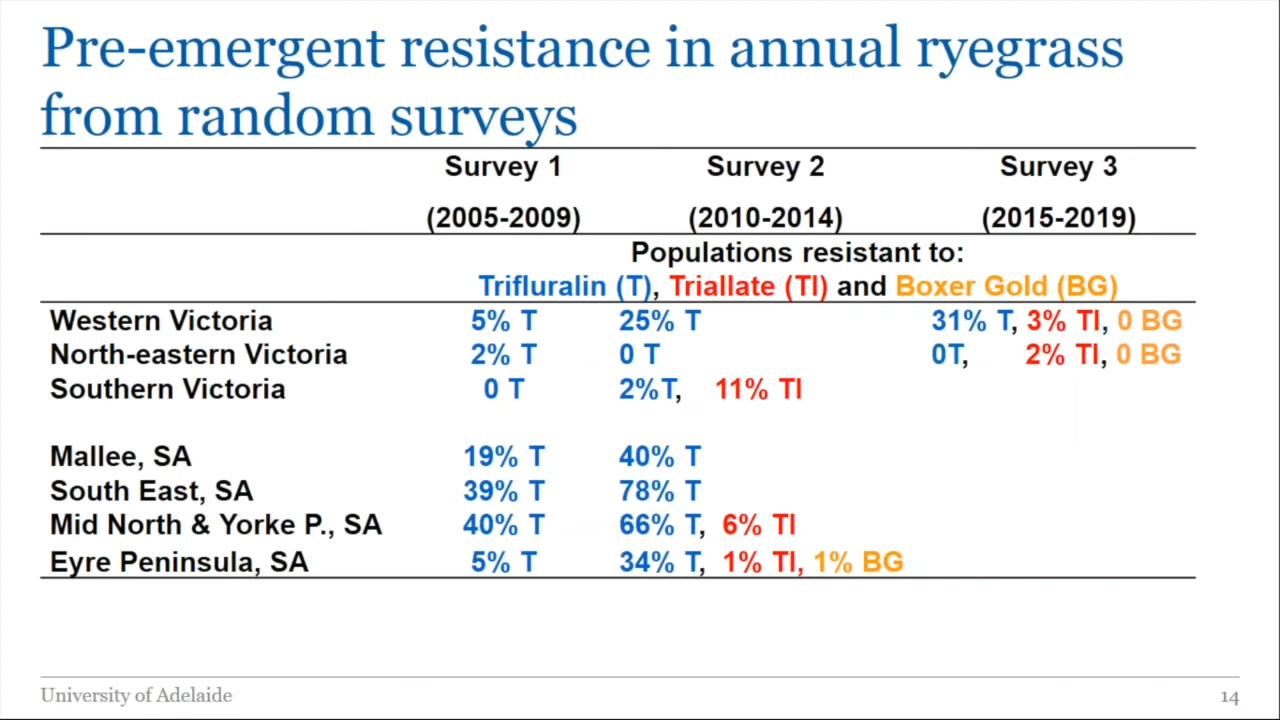 Pre-emergent resistance in annual ryegrass
from random surveys
Survey 1 Survey 2 Survey 3
(2005-2009) (2010-2014) (2015-2019)
Populations resistant to:
Trifluralin (T), Triallate (Tl) and Boxer Gold (BG)
Western Victoria 5% T 25% T 31% T, 3% Tl, 0 BG
North-eastern Victoria 2% T 0 T 0T, 2% Tl, 0 BG
Southern Victoria 0 T 2%T, 11% Tl
Mallee, SA 19% T 40% T
South East, SA 39% T 78% T
Mid North & Yorke P., SA 40% T 66% T, 6% Tl
Eyre Peninsula, SA 5% T 34% T, 1% Tl, 1% BG
University of Adelaide 14